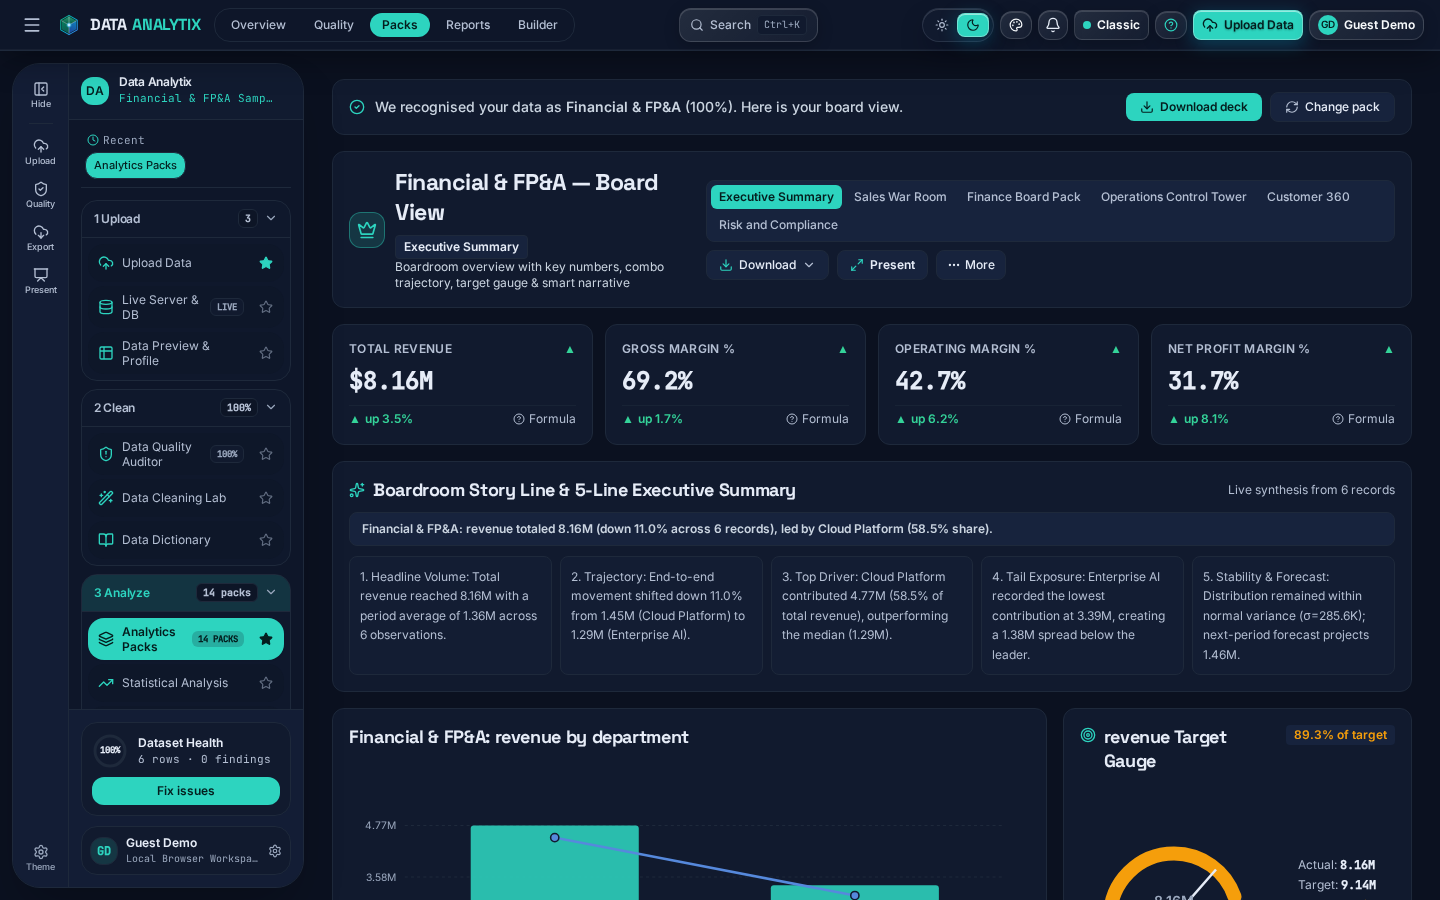 DATA ANALYTIX
Overview
Quality
Packs
Reports
Builder
Search
Ctrl+K
Classic
Upload Data
GD
Guest Demo
Hide
Upload
Quality
Export
Present
Theme
DA
Data Analytix
Financial & FP&A Samp…
Recent
Analytics Packs
1 Upload
3
Upload Data
Live Server &
DB
LIVE
Data Preview &
Profile
2 Clean
100%
Data Quality
Auditor
100%
Data Cleaning Lab
Data Dictionary
3 Analyze
14 packs
Analytics
Packs
14 PACKS
Statistical Analysis
100%
Dataset Health
6 rows · 0 findings
Fix issues
GD
Guest Demo
Local Browser Workspa…
We recognised your data as Financial & FP&A (100%). Here is your board view.
Download deck
Change pack
Financial & FP&A — Board
View
Executive Summary
Boardroom overview with key numbers, combo
trajectory, target gauge & smart narrative
Executive Summary
Sales War Room
Finance Board Pack
Operations Control Tower
Customer 360
Risk and Compliance
Download
Present
··· More
TOTAL REVENUE ▲
$8.16M
▲ up 3.5%
Formula
GROSS MARGIN % ▲
69.2%
▲ up 1.7%
Formula
OPERATING MARGIN % ▲
42.7%
▲ up 6.2%
Formula
NET PROFIT MARGIN % ▲
31.7%
▲ up 8.1%
Formula
Boardroom Story Line & 5-Line Executive Summary
Live synthesis from 6 records
Financial & FP&A: revenue totaled 8.16M (down 11.0% across 6 records), led by Cloud Platform (58.5% share).
1. Headline Volume: Total
revenue reached 8.16M with a
period average of 1.36M across
6 observations.
2. Trajectory: End-to-end
movement shifted down 11.0%
from 1.45M (Cloud Platform) to
1.29M (Enterprise AI).
3. Top Driver: Cloud Platform
contributed 4.77M (58.5% of
total revenue), outperforming
the median (1.29M).
4. Tail Exposure: Enterprise AI
recorded the lowest
contribution at 3.39M, creating
a 1.38M spread below the
leader.
5. Stability & Forecast:
Distribution remained within
normal variance (σ=285.6K);
next-period forecast projects
1.46M.
Financial & FP&A: revenue by department
4.77M
3.58M
revenue Target
Gauge
89.3% of target
8.16M
Actual: 8.16M
Target: 9.14M